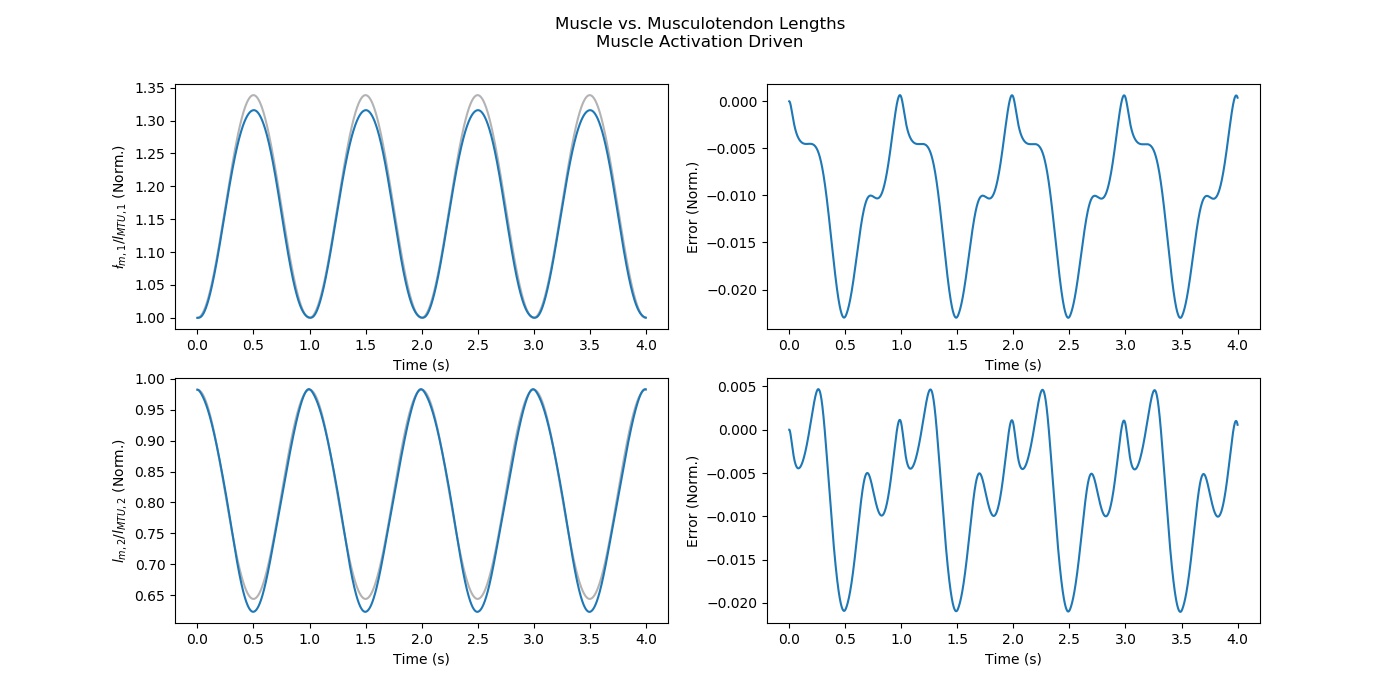 Muscle vs. Musculotendon Lengths
Muscle Activation Driven
l_{m,1}/l_{MTU,1} (Norm.)
1.35
1.30
1.25
1.20
1.15
1.10
1.05
1.00
0.0 0.5 1.0 1.5 2.0 2.5 3.0 3.5 4.0
Time (s)
Error (Norm.)
0.000
−0.005
−0.010
−0.015
−0.020
0.0 0.5 1.0 1.5 2.0 2.5 3.0 3.5 4.0
Time (s)
l_{m,2}/l_{MTU,2} (Norm.)
1.00
0.95
0.90
0.85
0.80
0.75
0.70
0.65
0.0 0.5 1.0 1.5 2.0 2.5 3.0 3.5 4.0
Time (s)
Error (Norm.)
0.005
0.000
−0.005
−0.010
−0.015
−0.020
0.0 0.5 1.0 1.5 2.0 2.5 3.0 3.5 4.0
Time (s)